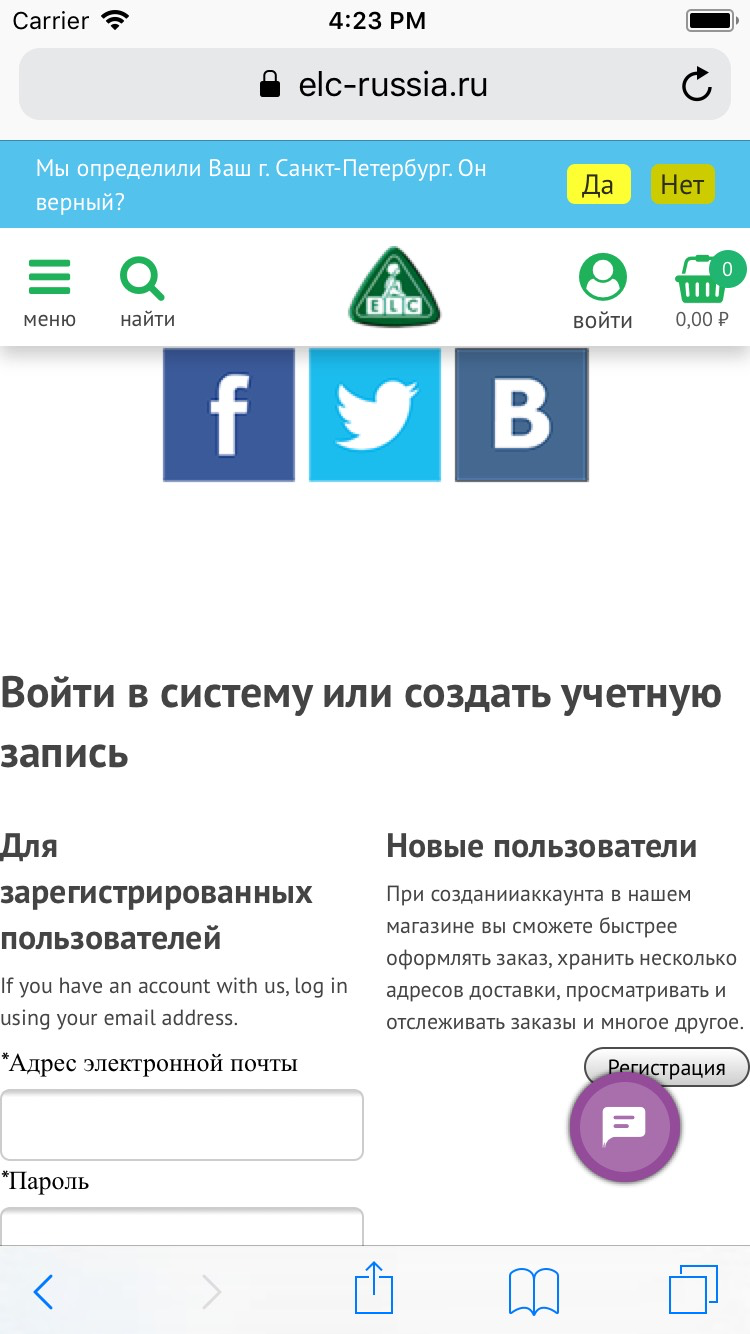 Carrier
4:23 PM
elc-russia.ru
Мы определили Ваш г. Санкт-Петербург. Он
верный?
Да
Нет
меню
найти
ELC
войти
0
0,00 ₽
f
B
Войти в систему или создать учетную
запись
Для
зарегистрированных
пользователей
If you have an account with us, log in
using your email address.
*Адрес электронной почты
*Пароль
Новые пользователи
При созданииаккаунта в нашем
магазине вы сможете быстрее
оформлять заказ, хранить несколько
адресов доставки, просматривать и
отслеживать заказы и многое другое.
Регистрация